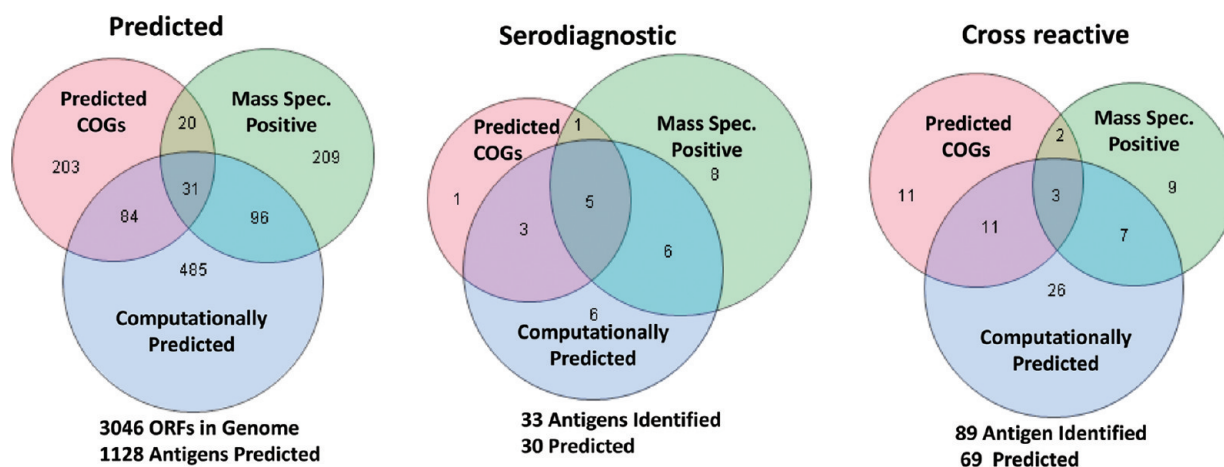 Predicted
Predicted
COGs
20
Mass Spec.
Positive
203
209
31
84
96
485
Computationally
Predicted
3046 ORFs in Genome
1128 Antigens Predicted
Serodiagnostic
1
Predicted
COGs
Mass Spec.
Positive
8
1
5
3
6
6
Computationally
Predicted
33 Antigens Identified
30 Predicted
Cross reactive
2
Predicted
COGs
Mass Spec.
Positive
11
3
9
11
7
26
Computationally
Predicted
89 Antigen Identified
69 Predicted